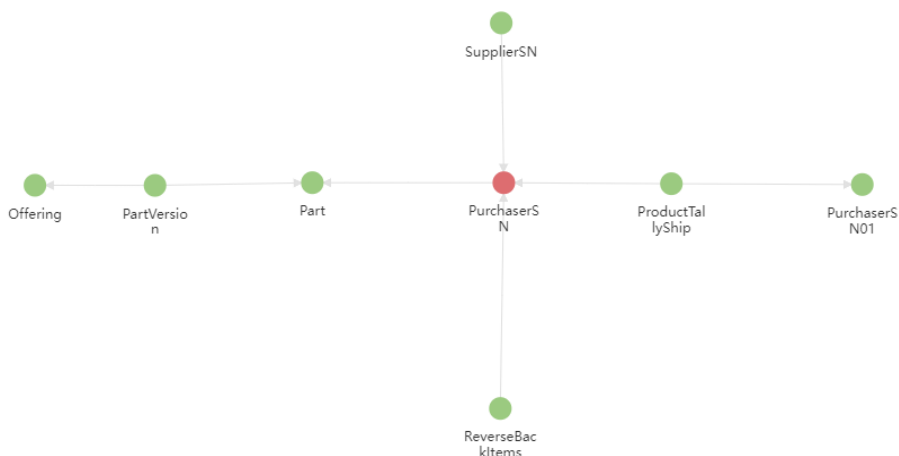 SupplierSN
Offering
PartVersio
n
Part
PurchaserS
N
ProductTal
lyShip
PurchaserS
N01
ReverseBac
kItems